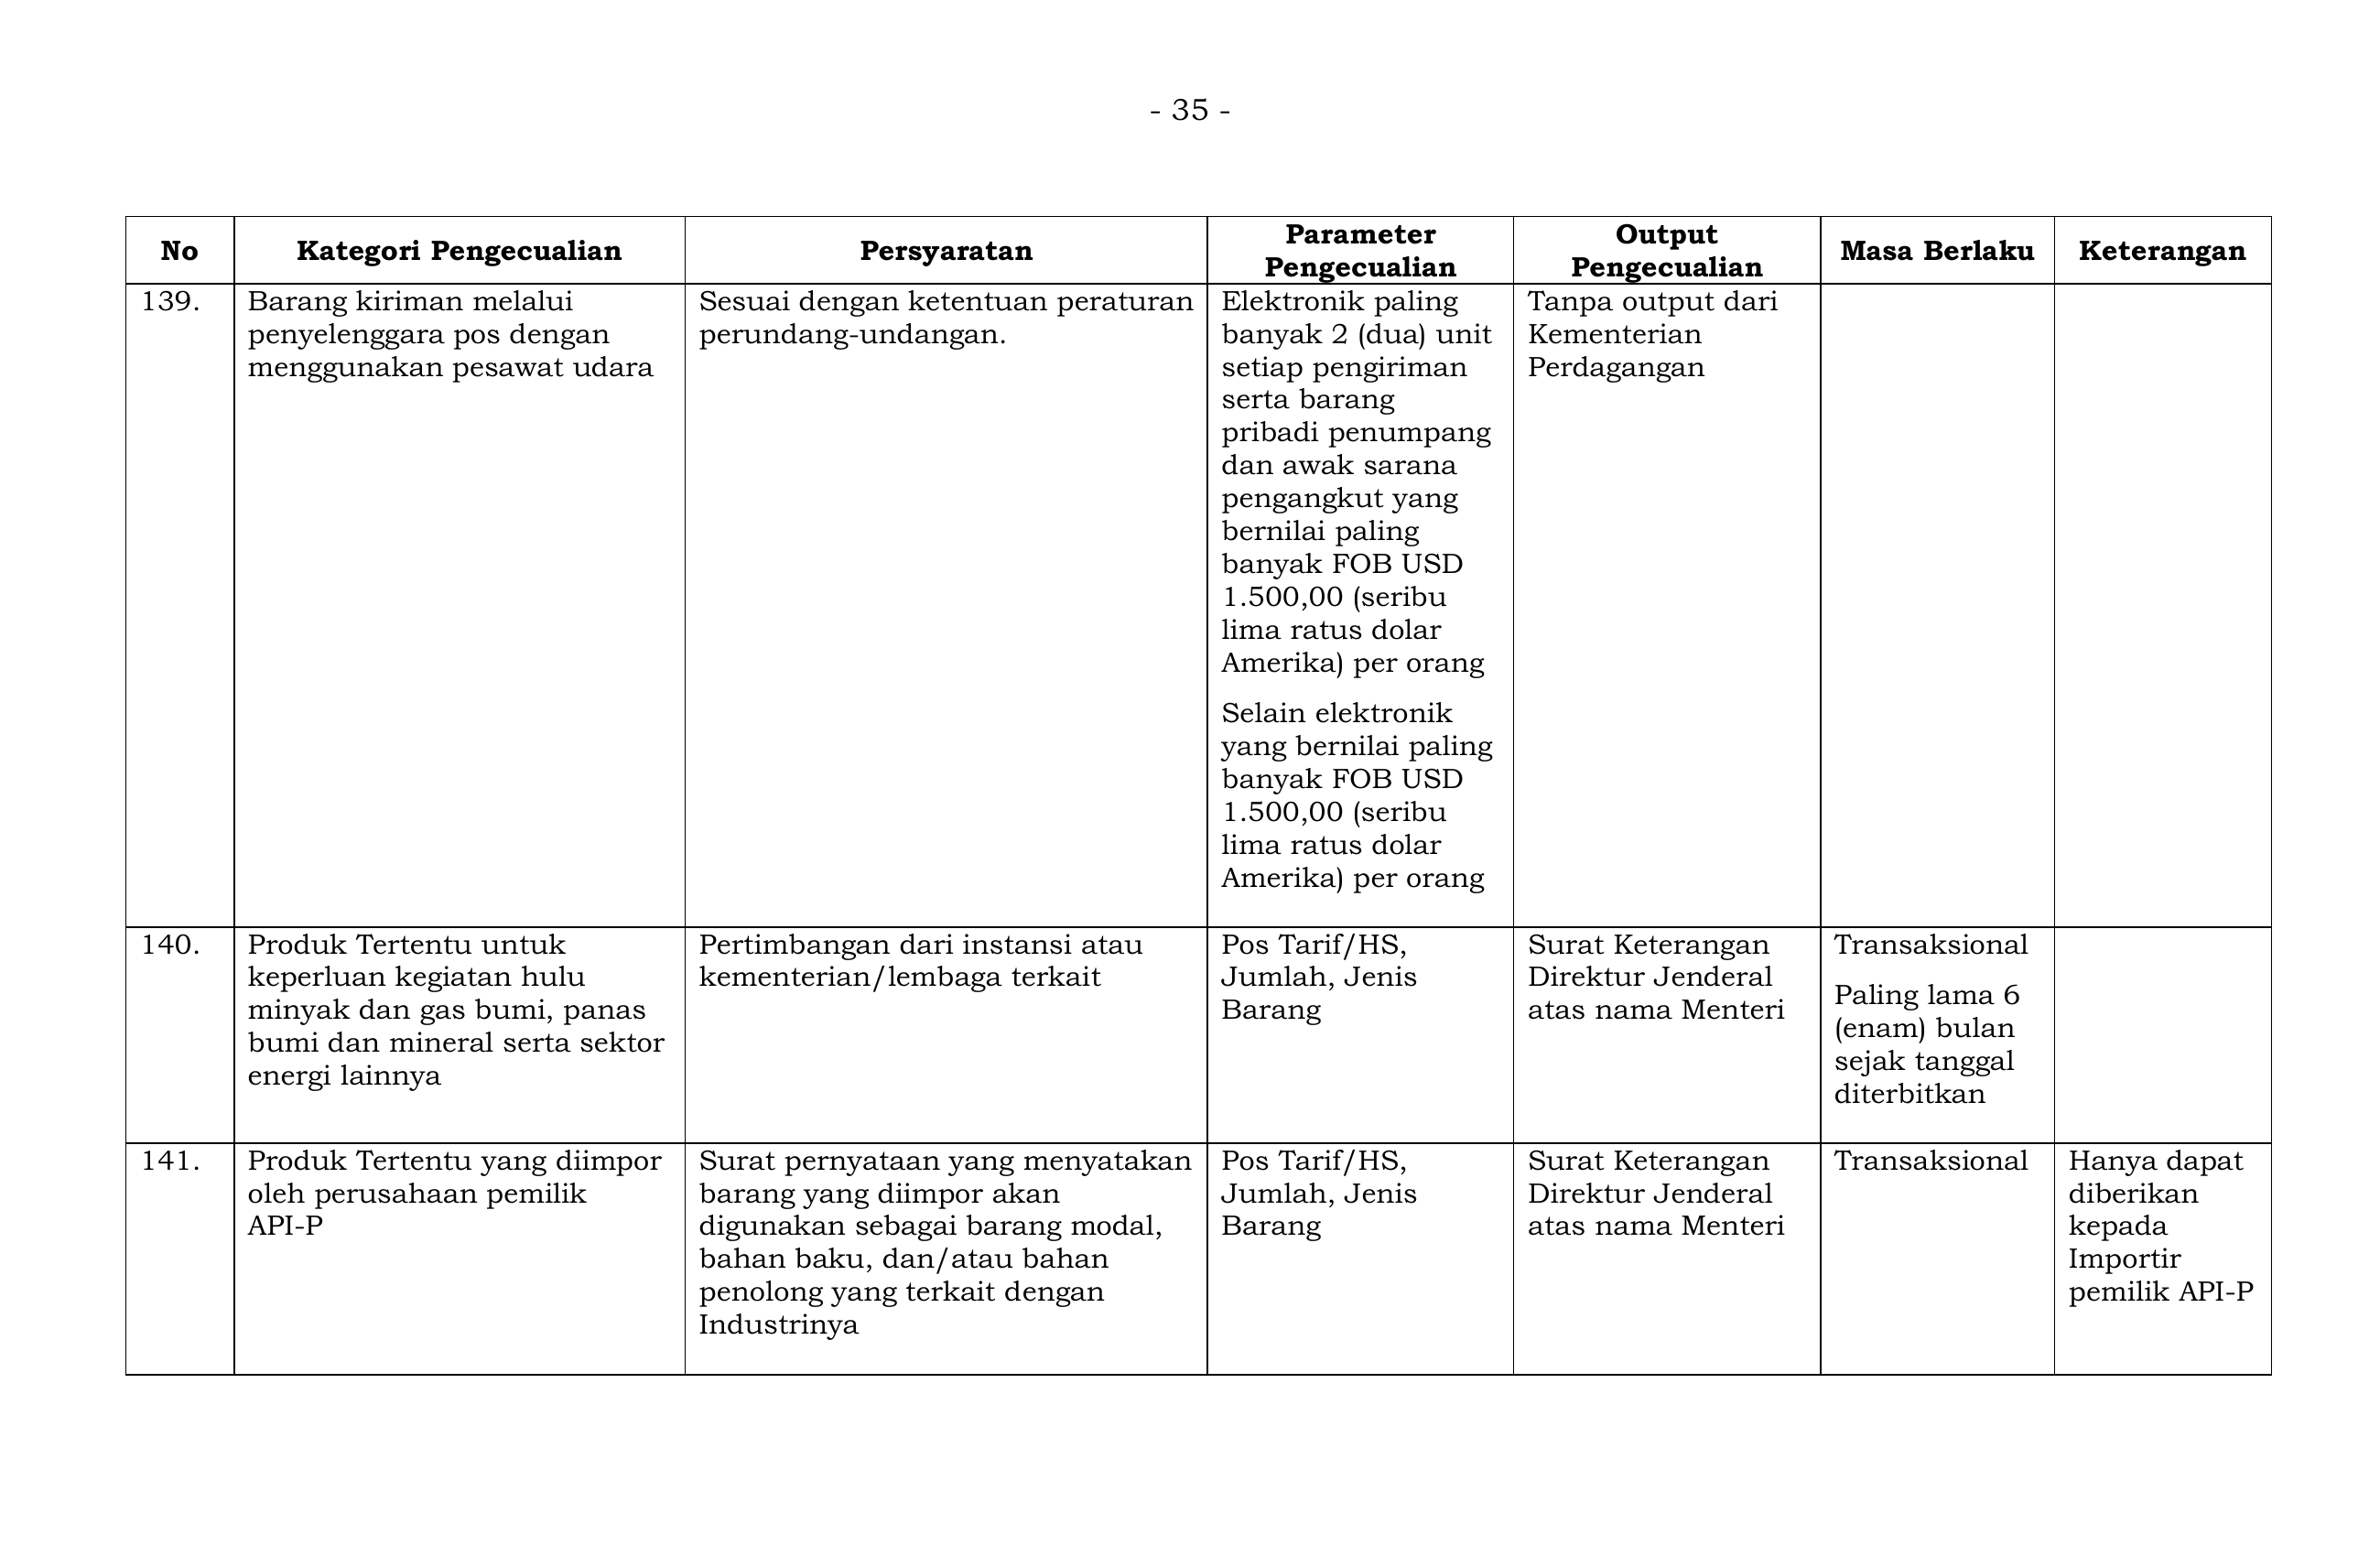 - 35 -
No
Kategori Pengecualian
Persyaratan
Parameter
Pengecualian
Output
Pengecualian
Masa Berlaku
Keterangan
139.
Barang kiriman melalui
penyelenggara pos dengan
menggunakan pesawat udara
Sesuai dengan ketentuan peraturan
perundang-undangan.
Elektronik paling
banyak 2 (dua) unit
setiap pengiriman
serta barang
pribadi penumpang
dan awak sarana
pengangkut yang
bernilai paling
banyak FOB USD
1.500,00 (seribu
lima ratus dolar
Amerika) per orang
Selain elektronik
yang bernilai paling
banyak FOB USD
1.500,00 (seribu
lima ratus dolar
Amerika) per orang
Tanpa output dari
Kementerian
Perdagangan
140.
Produk Tertentu untuk
keperluan kegiatan hulu
minyak dan gas bumi, panas
bumi dan mineral serta sektor
energi lainnya
Pertimbangan dari instansi atau
kementerian/lembaga terkait
Pos Tarif/HS,
Jumlah, Jenis
Barang
Surat Keterangan
Direktur Jenderal
atas nama Menteri
Transaksional
Paling lama 6
(enam) bulan
sejak tanggal
diterbitkan
141.
Produk Tertentu yang diimpor
oleh perusahaan pemilik
API-P
Surat pernyataan yang menyatakan
barang yang diimpor akan
digunakan sebagai barang modal,
bahan baku, dan/atau bahan
penolong yang terkait dengan
Industrinya
Pos Tarif/HS,
Jumlah, Jenis
Barang
Surat Keterangan
Direktur Jenderal
atas nama Menteri
Transaksional
Hanya dapat
diberikan
kepada
Importir
pemilik API-P